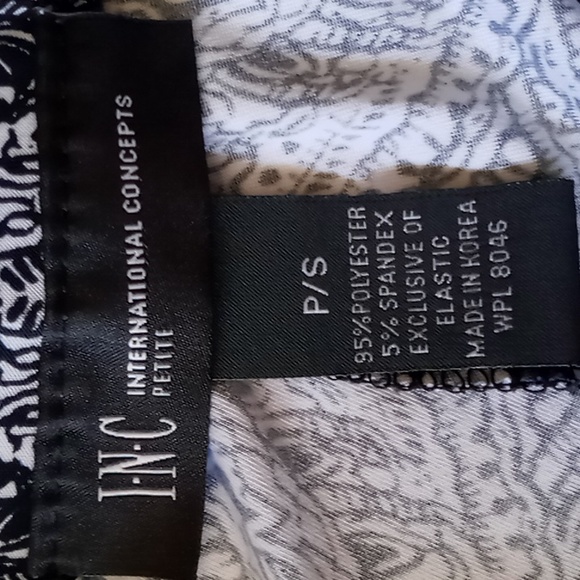 I·N·C INTERNATIONAL CONCEPTS
PETITE
P/S
95%POLYESTER
5% SPANDEX
EXCLUSIVE OF
ELASTIC
MADE IN KOREA
WPL 8046